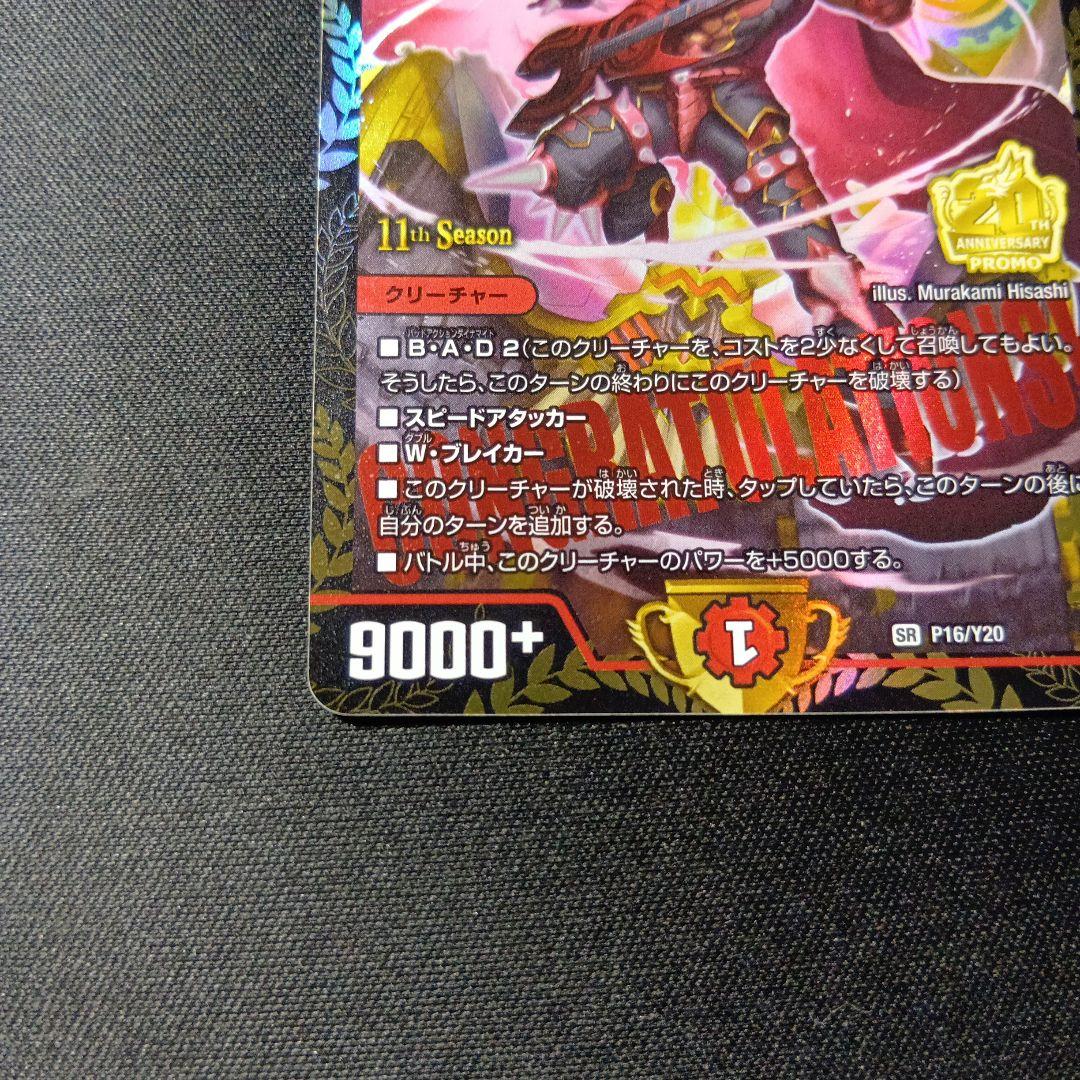 11th Season
20TH
ANNIVERSARY
PROMO
クリーチャー
illus. Murakami Hisashi
CONGRATULATIONS!
■B・A・D 2(このクリーチャーを、コストを2少なくして召喚してもよい。
そうしたら、このターンの終わりにこのクリーチャーを破壊する)
■スピードアタッカー
■W・ブレイカー
■このクリーチャーが破壊された時、タップしていたら、このターンの後に
自分のターンを追加する。
■バトル中、このクリーチャーのパワーを+5000する。
9000+
1
SR P16/Y20